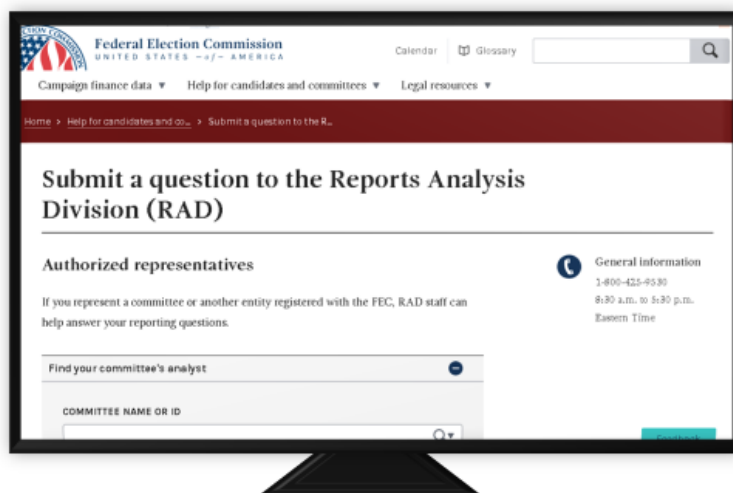 Federal Election Commission
UNITED STATES -of- AMERICA
Calendar
Glossary
Campaign finance data
Help for candidates and committees
Legal resources
Home > Help for candidates and co… > Submit a question to the R…
Submit a question to the Reports Analysis
Division (RAD)
Authorized representatives
If you represent a committee or another entity registered with the FEC, RAD staff can
help answer your reporting questions.
General information
1-800-425-9530
8:30 a.m. to 5:30 p.m.
Eastern Time
Find your committee's analyst
COMMITTEE NAME OR ID
Feedback